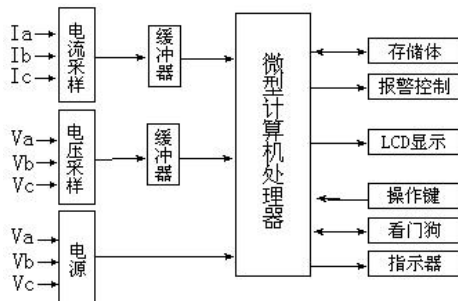 Ia
Ib
Ic
电流采样
缓冲器
Va
Vb
Vc
电压采样
缓冲器
Va
Vb
Vc
电源
微型计算机处理器
存储体
报警控制
LCD显示
操作键
看门狗
指示器